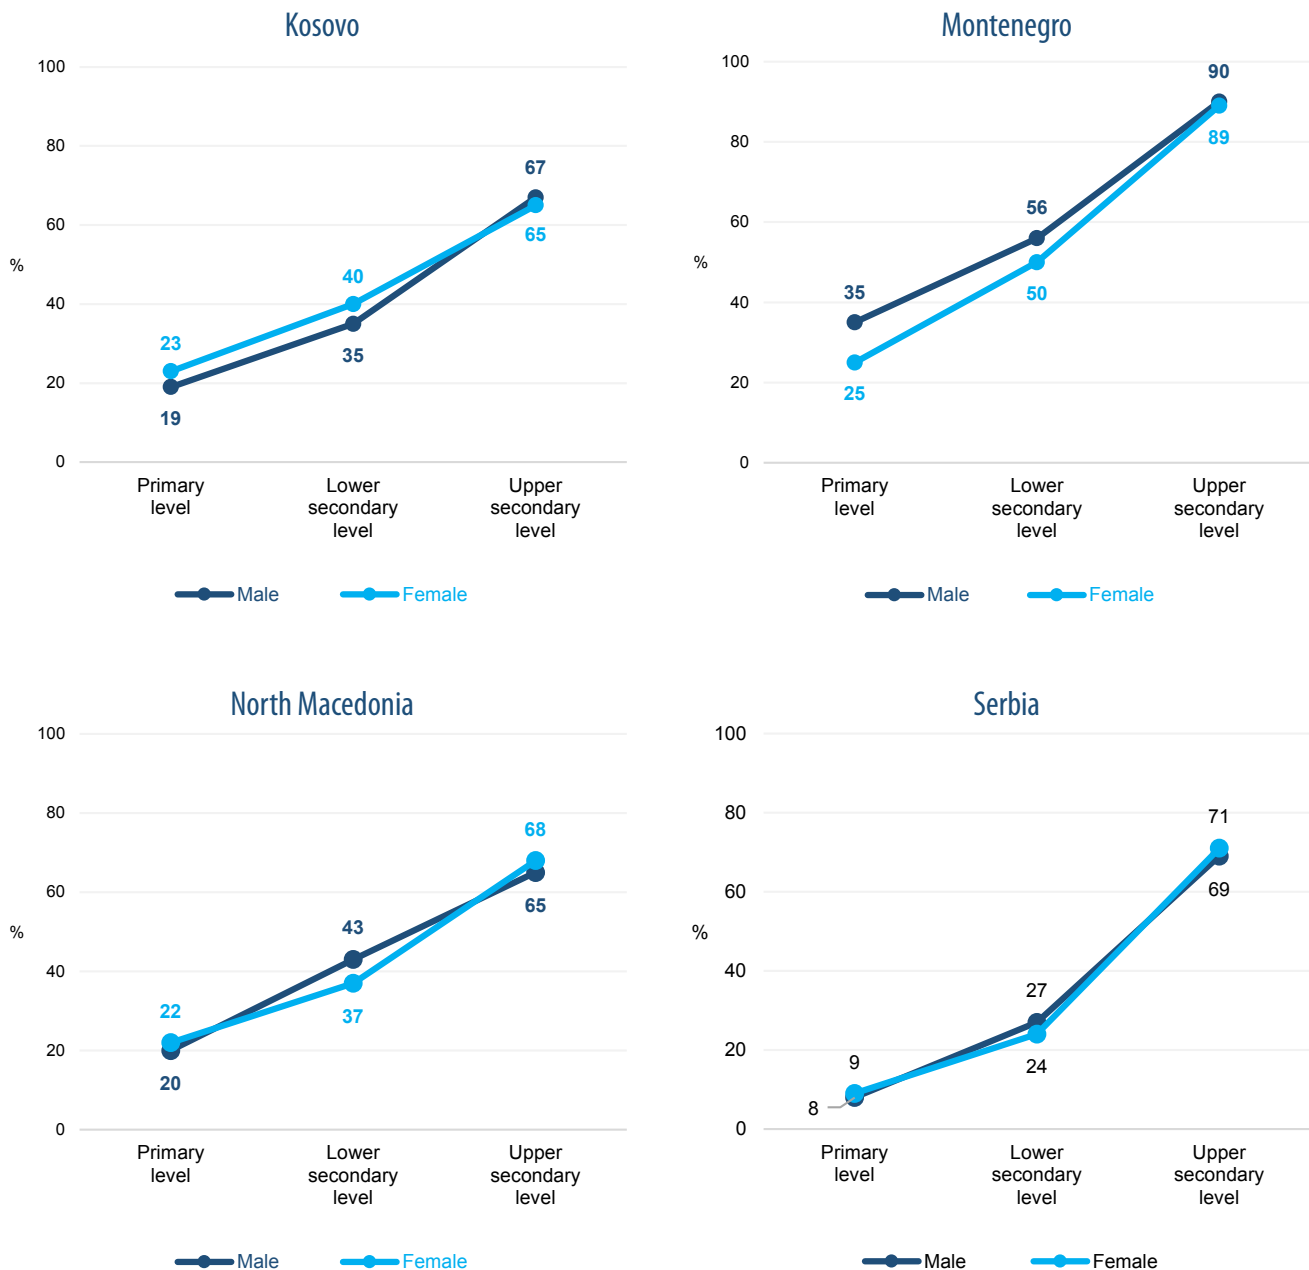 Kosovo
100
80
60
40
20
0
%
67
65
40
35
23
19
Primary
level
Lower
secondary
level
Upper
secondary
level
Male
Female
Montenegro
100
80
60
40
20
0
%
90
89
56
50
35
25
Primary
level
Lower
secondary
level
Upper
secondary
level
Male
Female
North Macedonia
100
80
60
40
20
0
%
68
65
43
37
22
20
Primary
level
Lower
secondary
level
Upper
secondary
level
Male
Female
Serbia
100
80
60
40
20
0
%
71
69
27
24
9
8
Primary
level
Lower
secondary
level
Upper
secondary
level
Male
Female